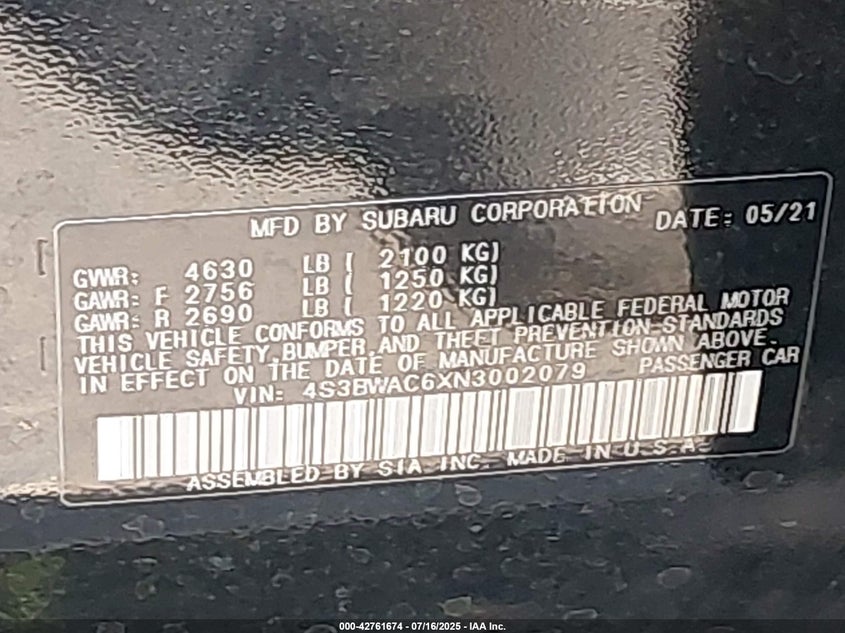 MFD BY SUBARU CORPORATION DATE: 05/21
GVWR: 4630 LB ( 2100 KG)
GAWR: F 2756 LB ( 1250 KG)
GAWR: R 2690 LB ( 1220 KG)
THIS VEHICLE CONFORMS TO ALL APPLICABLE FEDERAL MOTOR
VEHICLE SAFETY, BUMPER, AND THEFT PREVENTION STANDARDS
IN EFFECT ON THE DATE OF MANUFACTURE SHOWN ABOVE.
VIN: 4S3BWAC6XN3002079 PASSENGER CAR
ASSEMBLED BY SIA INC. MADE IN U.S.A.
000-42761674 - 07/16/2025 - IAA Inc.